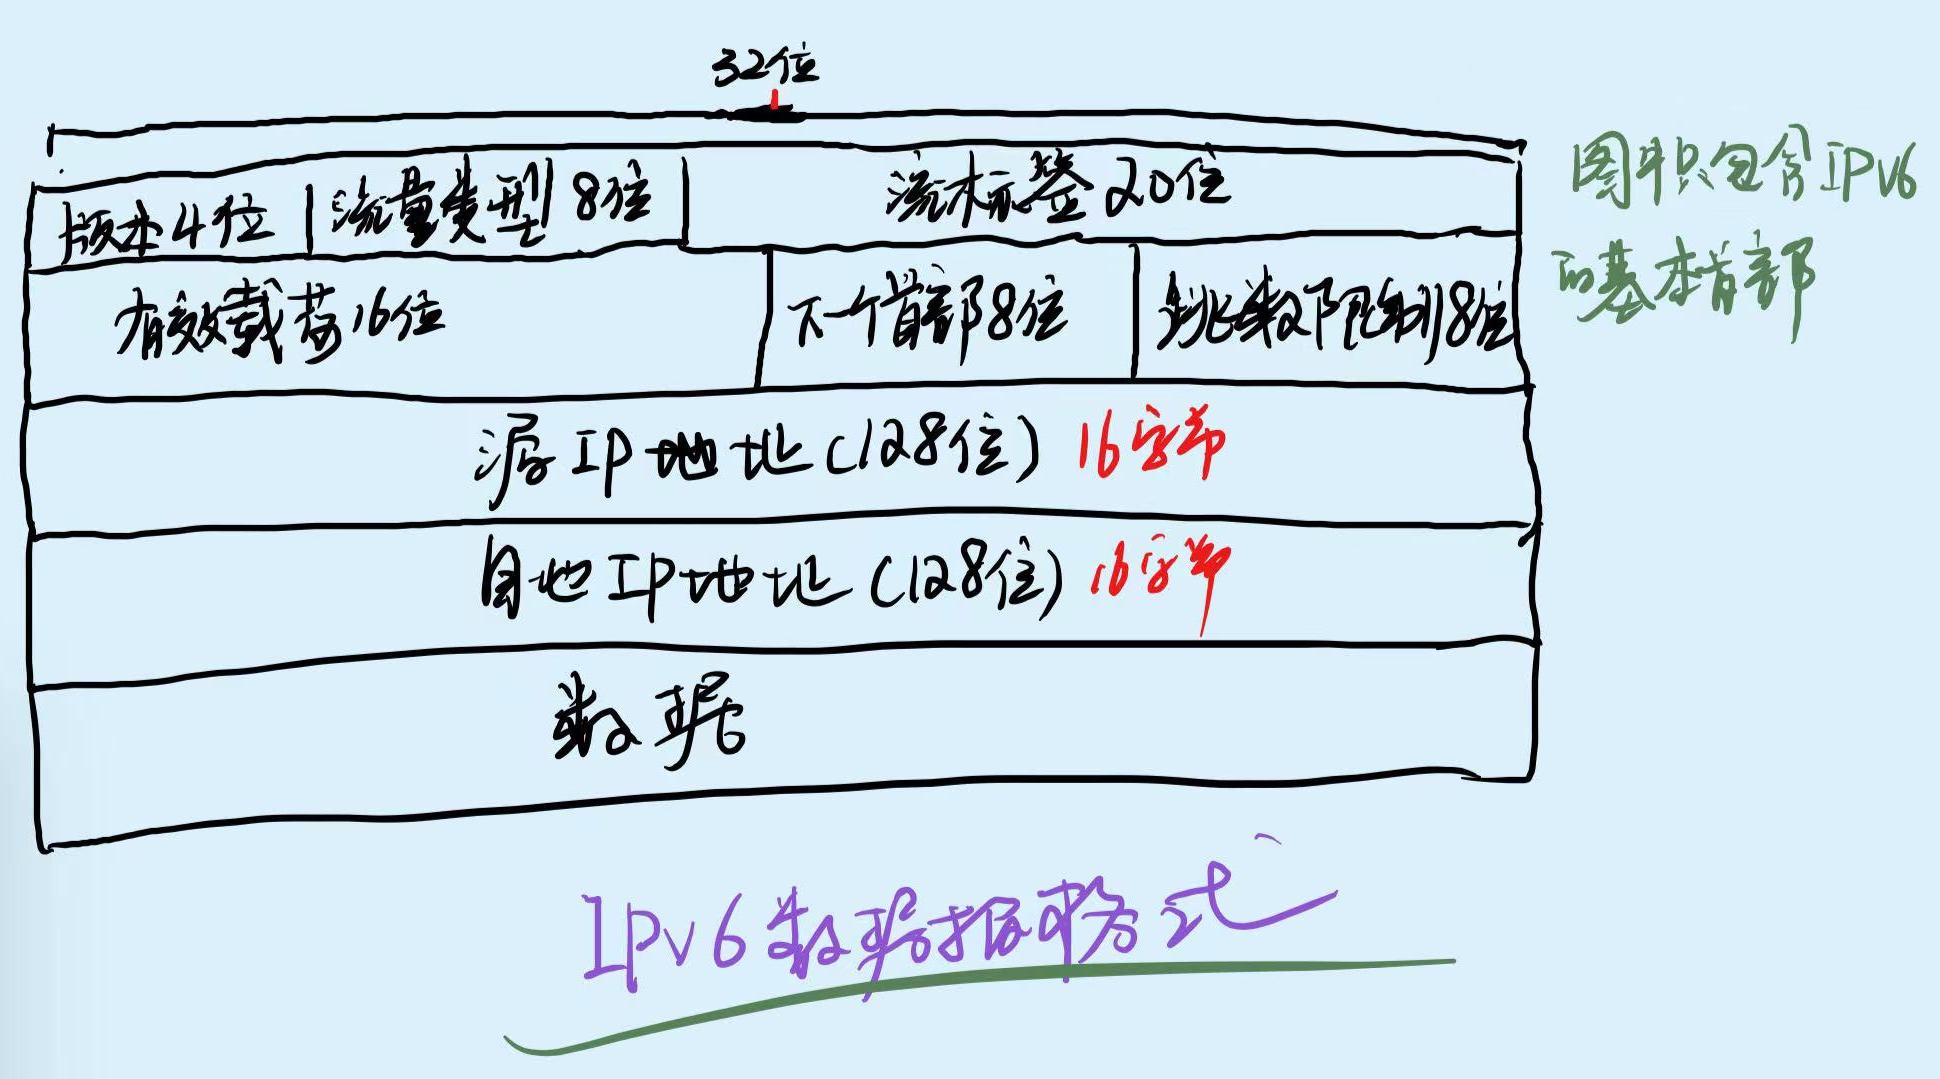 32位
版本4位 流量类型8位 流标签20位
图中只包含IPv6
的基本首部
有效载荷16位 下一个首部8位 跳数限制8位
源IP地址(128位) 16字节
目地IP地址(128位) 16字节
数据
IPv6数据报格式